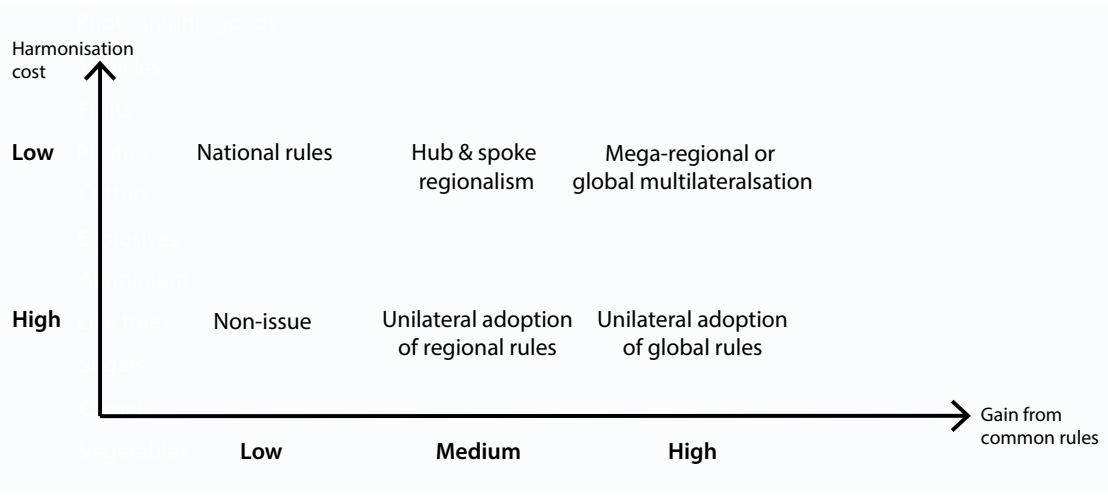 Harmonisation
cost
Low
National rules
Hub & spoke
regionalism
Mega-regional or
global multilateralsation
High
Non-issue
Unilateral adoption
of regional rules
Unilateral adoption
of global rules
Gain from
common rules
Low
Medium
High